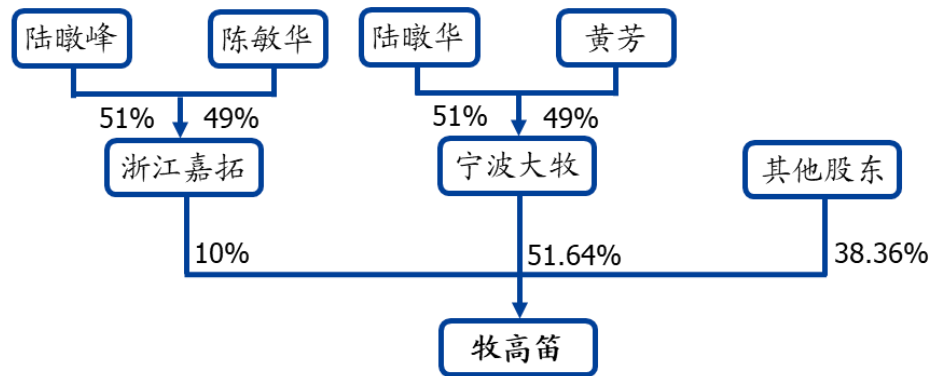 陆暾峰 陈敏华 陆暾华 黄芳
51% 49% 51% 49%
浙江嘉拓 宁波大牧 其他股东
10% 51.64% 38.36%
牧高笛